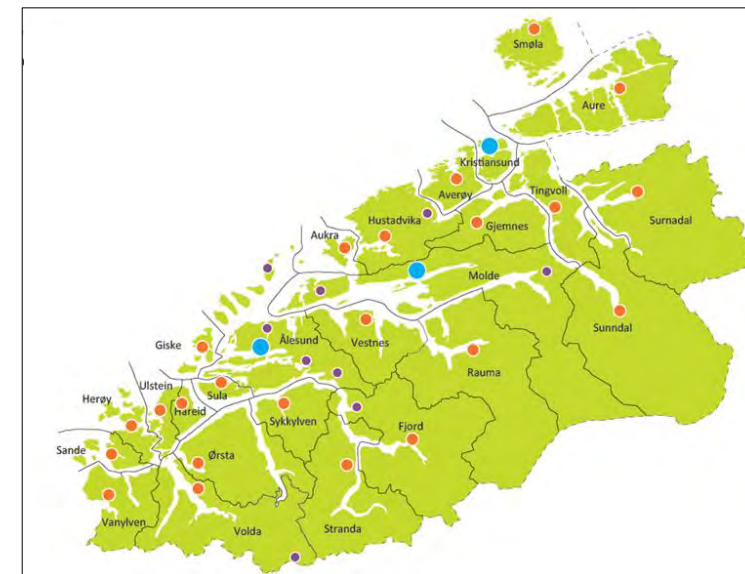 Smøla
Aure
Kristiansund
Averøy
Tingvoll
Hustadvika
Surnadal
Gjemnes
Aukra
Molde
Sunndal
Giske
Ålesund
Vestnes
Rauma
Ulstein
Sula
Herøy
Hareid
Sykkylven
Fjord
Sande
Ørsta
Vanylven
Volda
Stranda